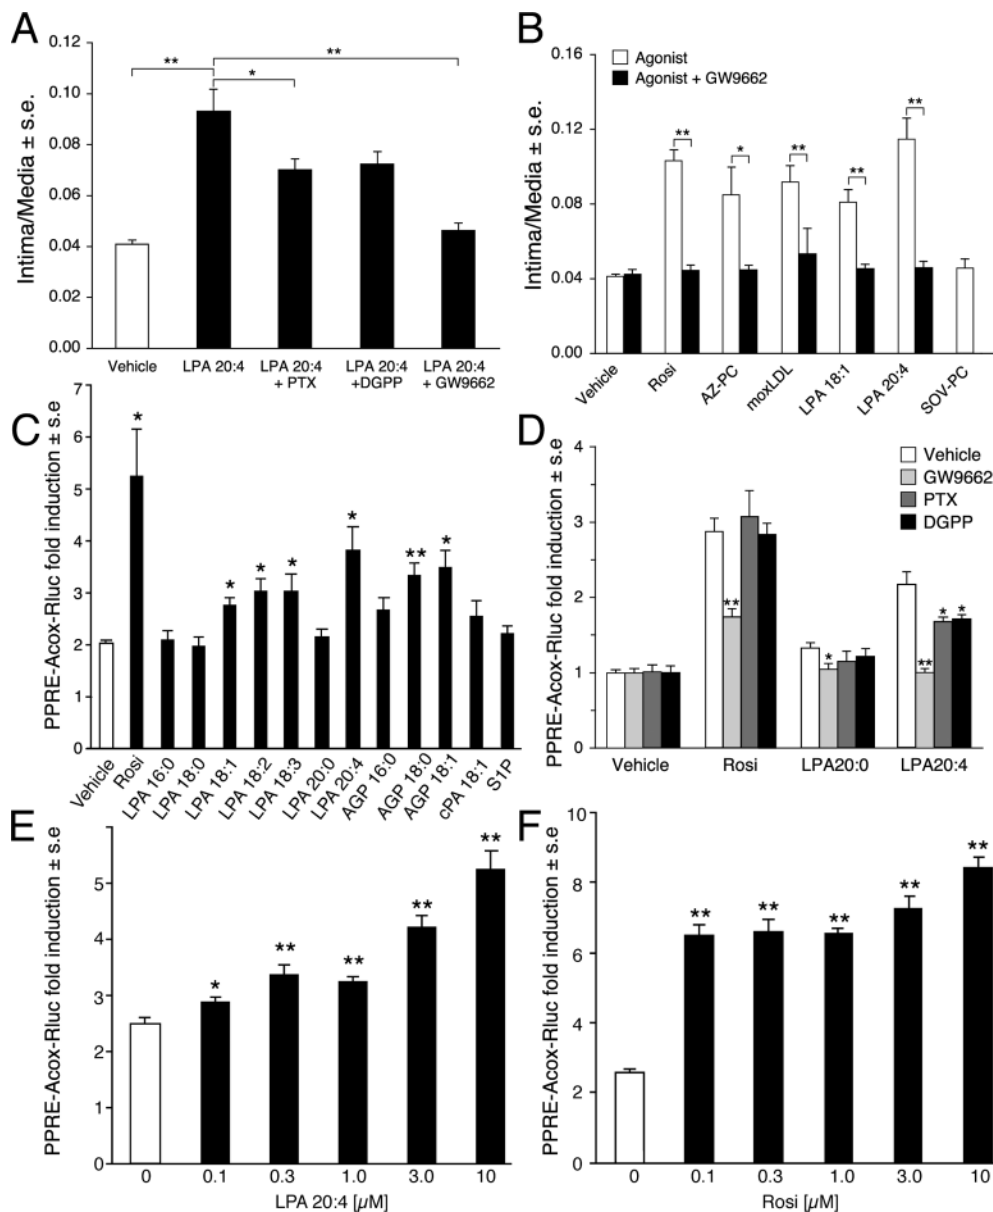 A
Intima/Media ± s.e.
0.12
0.10
0.08
0.06
0.04
0.02
0.00
**
*
**
Vehicle
LPA 20:4
LPA 20:4
+ PTX
LPA 20:4
+DGPP
LPA 20:4
+ GW9662
B
Intima/Media ± s.e.
0.16
0.12
0.08
0.04
0.00
Agonist
Agonist + GW9662
**
*
**
**
**
Vehicle
Rosi
AZ-PC
moxLDL
LPA 18:1
LPA 20:4
SOV-PC
C
PPRE-Acox-Rluc fold induction ± s.e
7
6
5
4
3
2
1
0
*
*
*
*
*
**
*
Vehicle
Rosi
LPA 16:0
LPA 18:0
LPA 18:1
LPA 18:2
LPA 18:3
LPA 20:0
LPA 20:4
AGP 16:0
AGP 18:0
AGP 18:1
cPA 18:1
S1P
D
PPRE-Acox-Rluc fold induction ± s.e
4
3
2
1
0
Vehicle
GW9662
PTX
DGPP
**
*
**
*
*
Vehicle
Rosi
LPA20:0
LPA20:4
E
PPRE-Acox-Rluc fold induction ± s.e
5
4
3
2
1
0
*
**
**
**
**
0
0.1
0.3
1.0
3.0
10
LPA 20:4 [µM]
F
PPRE-Acox-Rluc fold induction ± s.e
10
8
6
4
2
0
**
**
**
**
**
0
0.1
0.3
1.0
3.0
10
Rosi [µM]